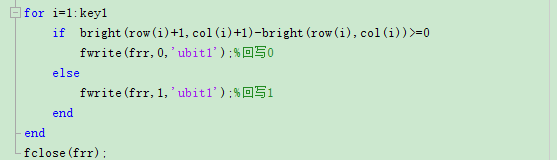 for i=1:key1
if bright(row(i)+1,col(i)+1)-bright(row(i),col(i))>=0
fwrite(frr,0,'ubit1');%回写0
else
fwrite(frr,1,'ubit1');%回写1
end
end
fclose(frr);